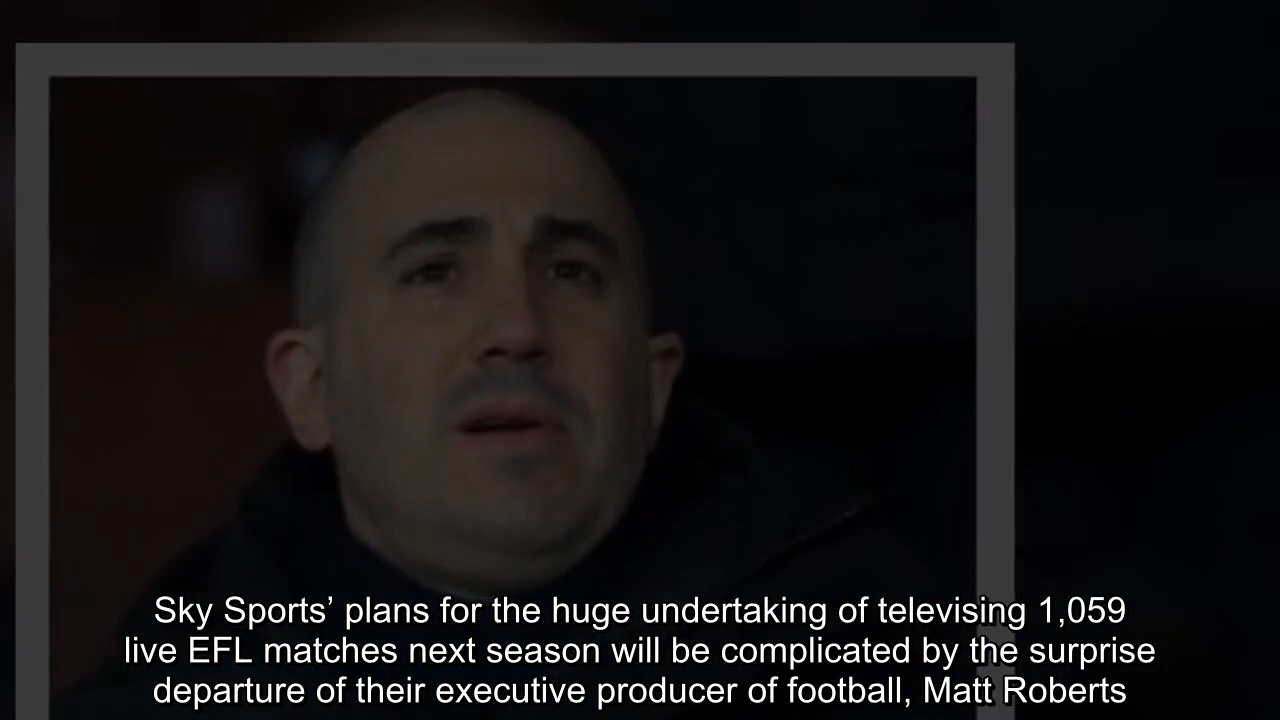 Sky Sports’ plans for the huge undertaking of televising 1,059
live EFL matches next season will be complicated by the surprise
departure of their executive producer of football, Matt Roberts